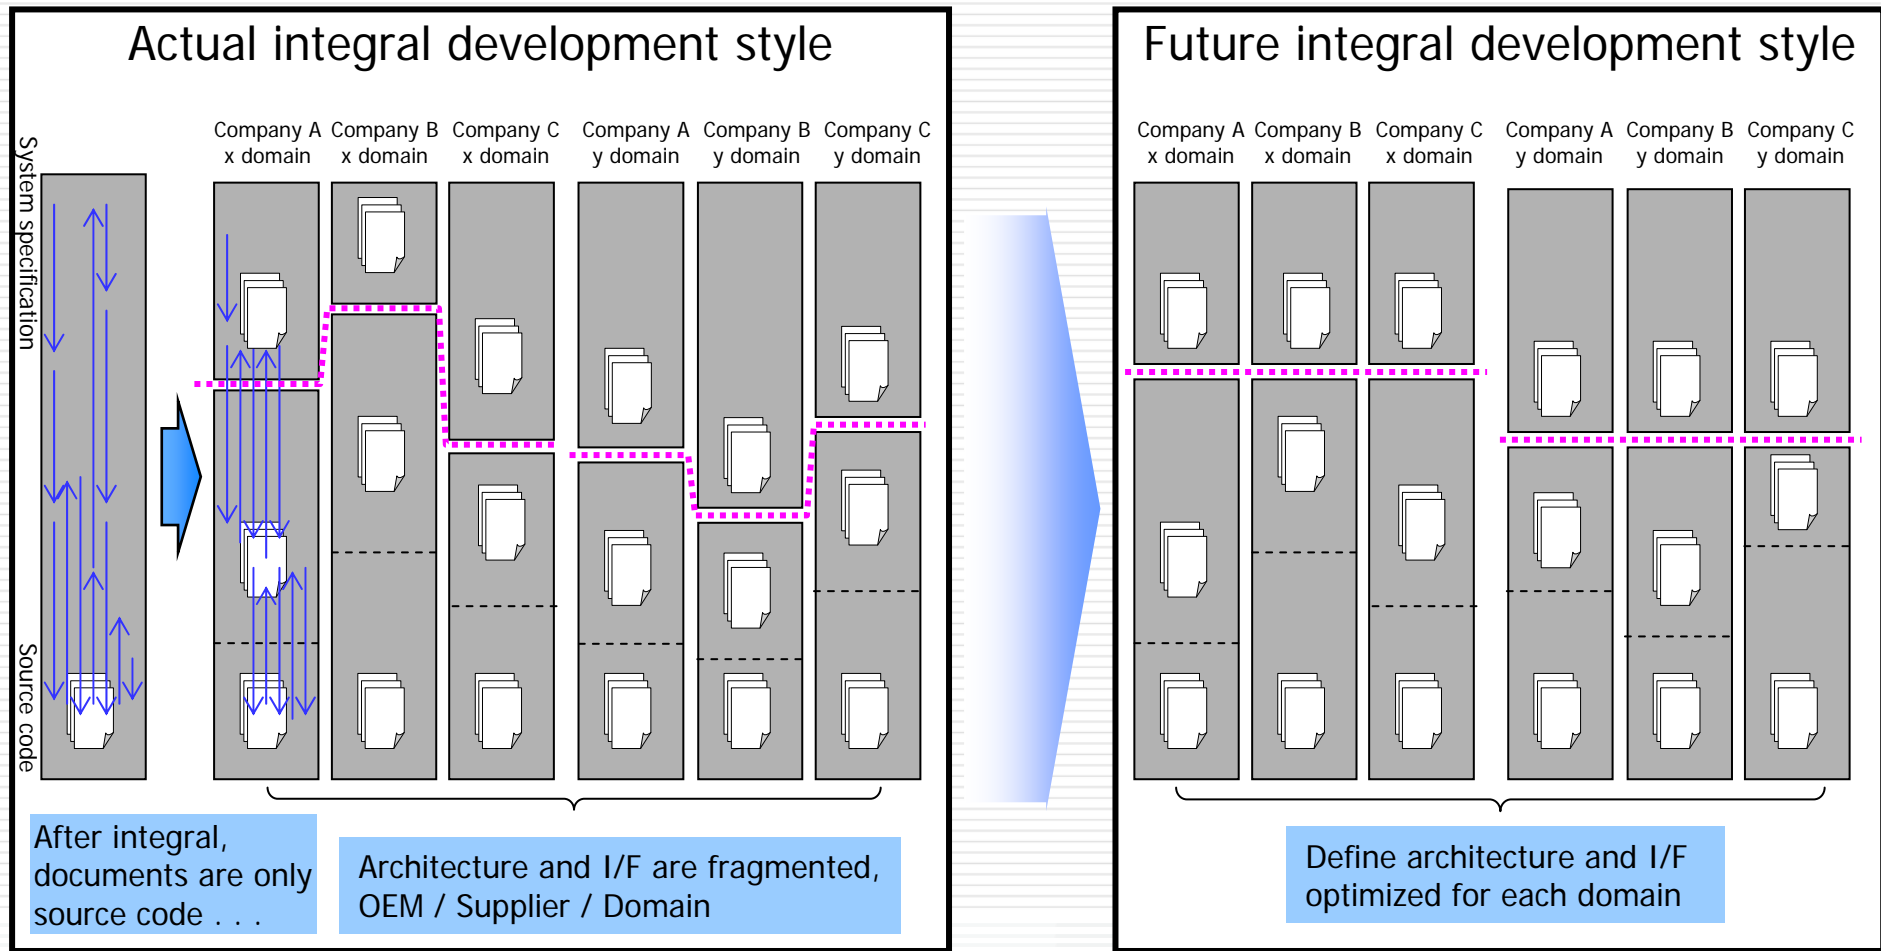 Actual integral development style
System specification
Source code
Company A
x domain
Company B
x domain
Company C
x domain
Company A
y domain
Company B
y domain
Company C
y domain
After integral,
documents are only
source code . . .
Architecture and I/F are fragmented,
OEM / Supplier / Domain
Future integral development style
Company A
x domain
Company B
x domain
Company C
x domain
Company A
y domain
Company B
y domain
Company C
y domain
Define architecture and I/F
optimized for each domain